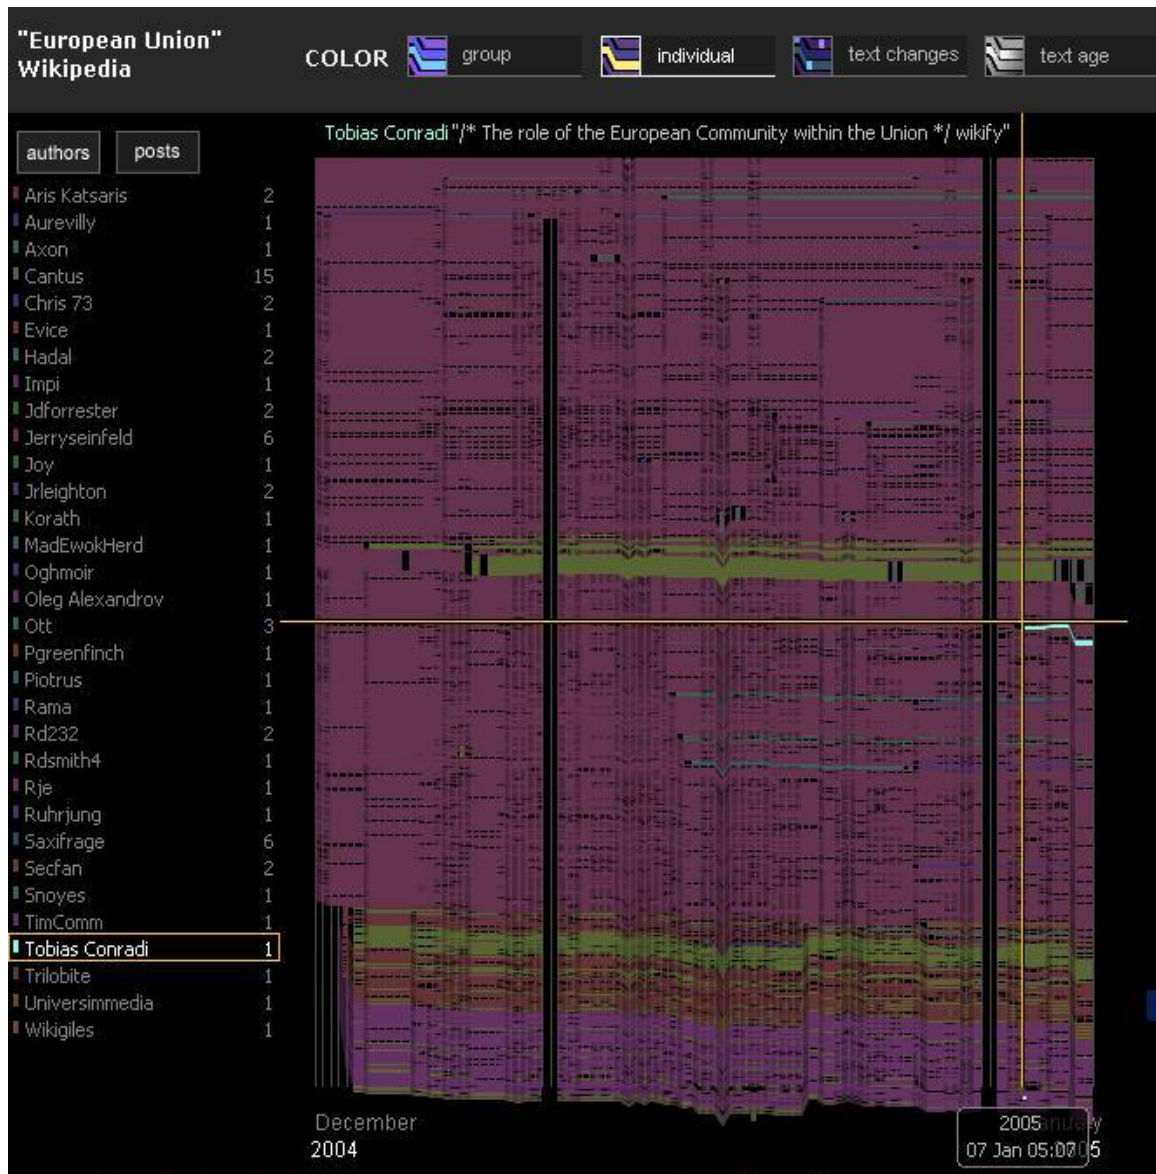 "European Union"
Wikipedia
COLOR group individual text changes text age
authors posts
Tobias Conradi "/* The role of the European Community within the Union */ wikify"
Aris Katsaris 2
Aurevilly 1
Axon 1
Cantus 15
Chris 73 2
Evice 1
Hadal 2
Impi 1
Jdforrester 2
Jerryseinfeld 6
Joy 1
Jrleighton 2
Korath 1
MadEwokHerd 1
Oghmoir 1
Oleg Alexandrov 1
Ott 3
Pgreenfinch 1
Piotrus 1
Rama 1
Rd232 2
Rdsmith4 1
Rje 1
Ruhrjung 1
Saxifrage 6
Secfan 2
Snoyes 1
TimComm 1
Tobias Conradi 1
Trilobite 1
Universimmedia 1
Wikigiles 1
December
2004
2005
07 Jan 05:07